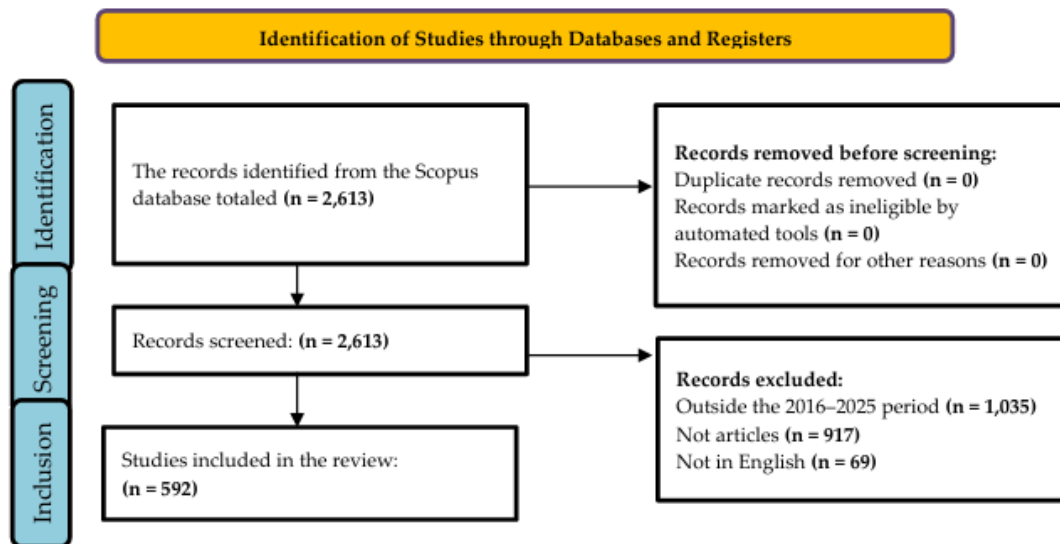 Identification of Studies through Databases and Registers
Identification
The records identified from the Scopus
database totaled (n = 2,613)
Records removed before screening:
Duplicate records removed (n = 0)
Records marked as ineligible by
automated tools (n = 0)
Records removed for other reasons (n = 0)
Screening
Records screened: (n = 2,613)
Records excluded:
Outside the 2016–2025 period (n = 1,035)
Not articles (n = 917)
Not in English (n = 69)
Inclusion
Studies included in the review:
(n = 592)